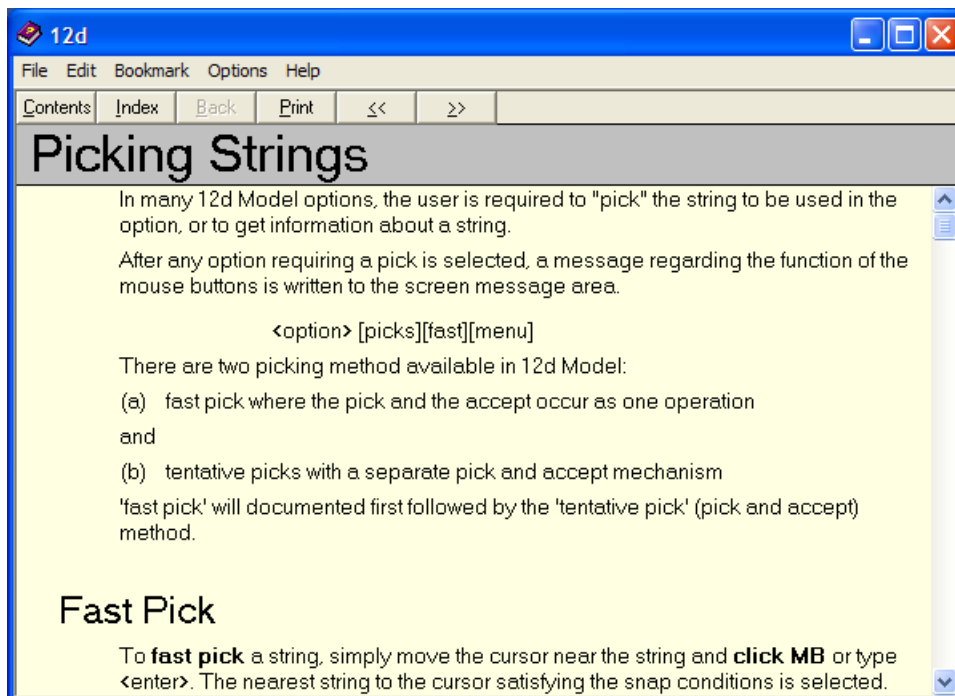 12d
File Edit Bookmark Options Help
Contents Index Back Print << >>
Picking Strings
In many 12d Model options, the user is required to "pick" the string to be used in the
option, or to get information about a string.
After any option requiring a pick is selected, a message regarding the function of the
mouse buttons is written to the screen message area.
<option> [picks][fast][menu]
There are two picking method available in 12d Model:
(a) fast pick where the pick and the accept occur as one operation
and
(b) tentative picks with a separate pick and accept mechanism
'fast pick' will documented first followed by the 'tentative pick' (pick and accept)
method.
Fast Pick
To fast pick a string, simply move the cursor near the string and click MB or type
<enter>. The nearest string to the cursor satisfying the snap conditions is selected.